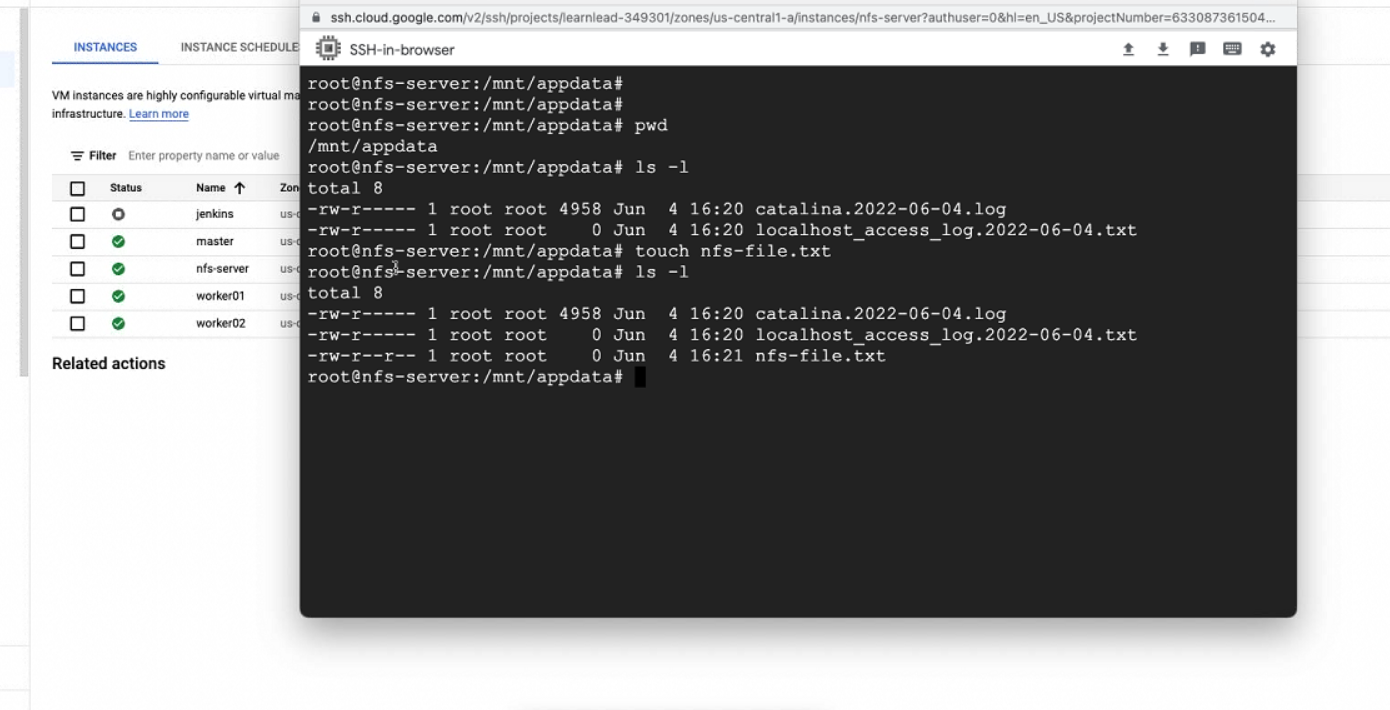 ssh.cloud.google.com/v2/ssh/projects/learnlead-349301/zones/us-central1-a/instances/nfs-server?authuser=0&hl=en_US&projectNumber=633087361504...
INSTANCES INSTANCE SCHEDULE
SSH-in-browser
VM instances are highly configurable virtual ma
infrastructure. Learn more
Filter Enter property name or value
Status Name Zon
jenkins us-c
master us-c
nfs-server us-c
worker01 us-c
worker02 us-c
Related actions
root@nfs-server:/mnt/appdata#
root@nfs-server:/mnt/appdata#
root@nfs-server:/mnt/appdata# pwd
/mnt/appdata
root@nfs-server:/mnt/appdata# ls -l
total 8
-rw-r----- 1 root root 4958 Jun  4 16:20 catalina.2022-06-04.log
-rw-r----- 1 root root    0 Jun  4 16:20 localhost_access_log.2022-06-04.txt
root@nfs-server:/mnt/appdata# touch nfs-file.txt
root@nfs-server:/mnt/appdata# ls -l
total 8
-rw-r----- 1 root root 4958 Jun  4 16:20 catalina.2022-06-04.log
-rw-r----- 1 root root    0 Jun  4 16:20 localhost_access_log.2022-06-04.txt
-rw-r--r-- 1 root root    0 Jun  4 16:21 nfs-file.txt
root@nfs-server:/mnt/appdata#